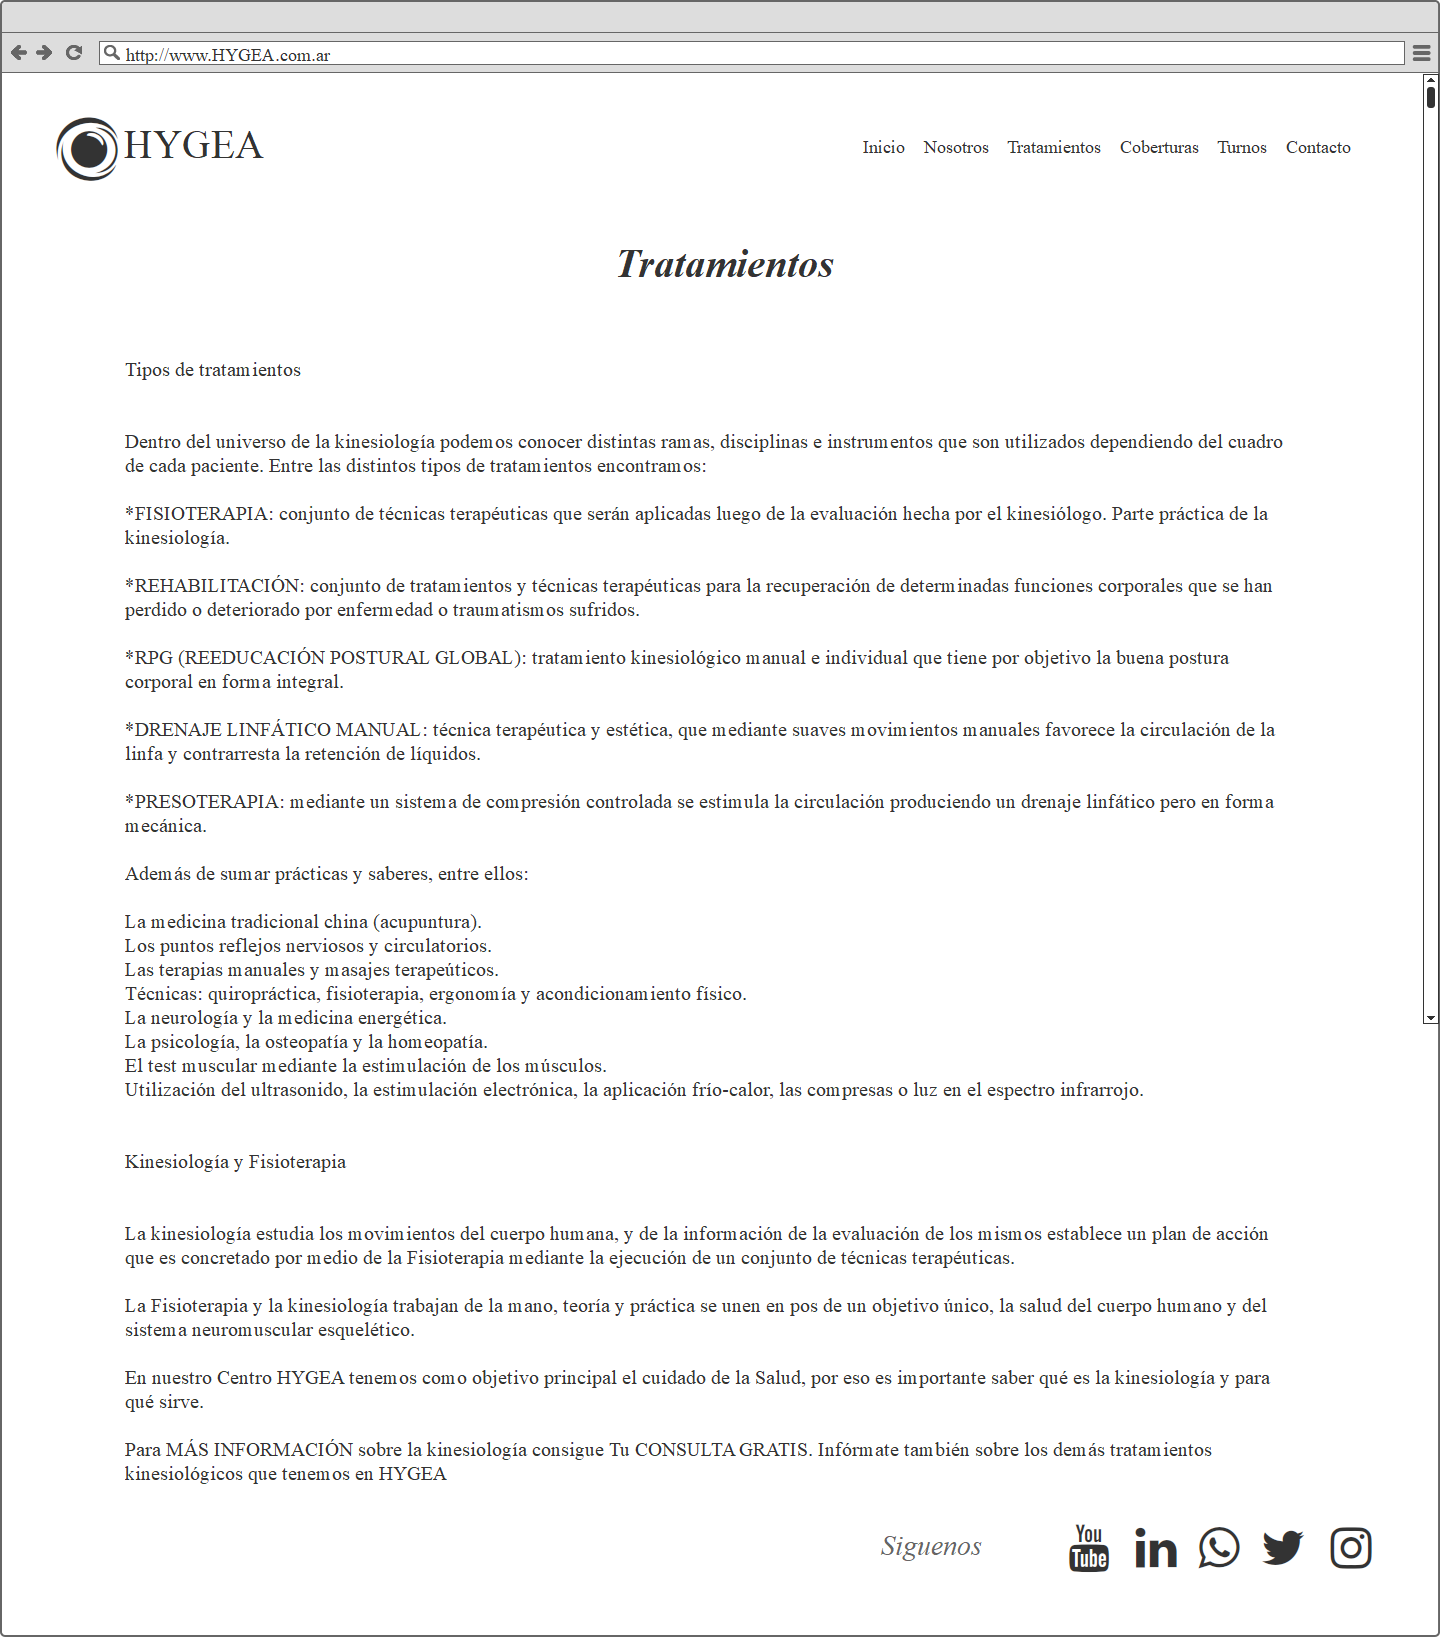 http://www.HYGEA.com.ar
HYGEA
Inicio Nosotros Tratamientos Coberturas Turnos Contacto
Tratamientos
Tipos de tratamientos
Dentro del universo de la kinesiología podemos conocer distintas ramas, disciplinas e instrumentos que son utilizados dependiendo del cuadro
de cada paciente. Entre las distintos tipos de tratamientos encontramos:
*FISIOTERAPIA: conjunto de técnicas terapéuticas que serán aplicadas luego de la evaluación hecha por el kinesiólogo. Parte práctica de la
kinesiología.
*REHABILITACIÓN: conjunto de tratamientos y técnicas terapéuticas para la recuperación de determinadas funciones corporales que se han
perdido o deteriorado por enfermedad o traumatismos sufridos.
*RPG (REEDUCACIÓN POSTURAL GLOBAL): tratamiento kinesiológico manual e individual que tiene por objetivo la buena postura
corporal en forma integral.
*DRENAJE LINFÁTICO MANUAL: técnica terapéutica y estética, que mediante suaves movimientos manuales favorece la circulación de la
linfa y contrarresta la retención de líquidos.
*PRESOTERAPIA: mediante un sistema de compresión controlada se estimula la circulación produciendo un drenaje linfático pero en forma
mecánica.
Además de sumar prácticas y saberes, entre ellos:
La medicina tradicional china (acupuntura).
Los puntos reflejos nerviosos y circulatorios.
Las terapias manuales y masajes terapeúticos.
Técnicas: quiropráctica, fisioterapia, ergonomía y acondicionamiento físico.
La neurología y la medicina energética.
La psicología, la osteopatía y la homeopatía.
El test muscular mediante la estimulación de los músculos.
Utilización del ultrasonido, la estimulación electrónica, la aplicación frío-calor, las compresas o luz en el espectro infrarrojo.
Kinesiología y Fisioterapia
La kinesiología estudia los movimientos del cuerpo humana, y de la información de la evaluación de los mismos establece un plan de acción
que es concretado por medio de la Fisioterapia mediante la ejecución de un conjunto de técnicas terapéuticas.
La Fisioterapia y la kinesiología trabajan de la mano, teoría y práctica se unen en pos de un objetivo único, la salud del cuerpo humano y del
sistema neuromuscular esquelético.
En nuestro Centro HYGEA tenemos como objetivo principal el cuidado de la Salud, por eso es importante saber qué es la kinesiología y para
qué sirve.
Para MÁS INFORMACIÓN sobre la kinesiología consigue Tu CONSULTA GRATIS. Infórmate también sobre los demás tratamientos
kinesiológicos que tenemos en HYGEA
Siguenos
You
Tube
in